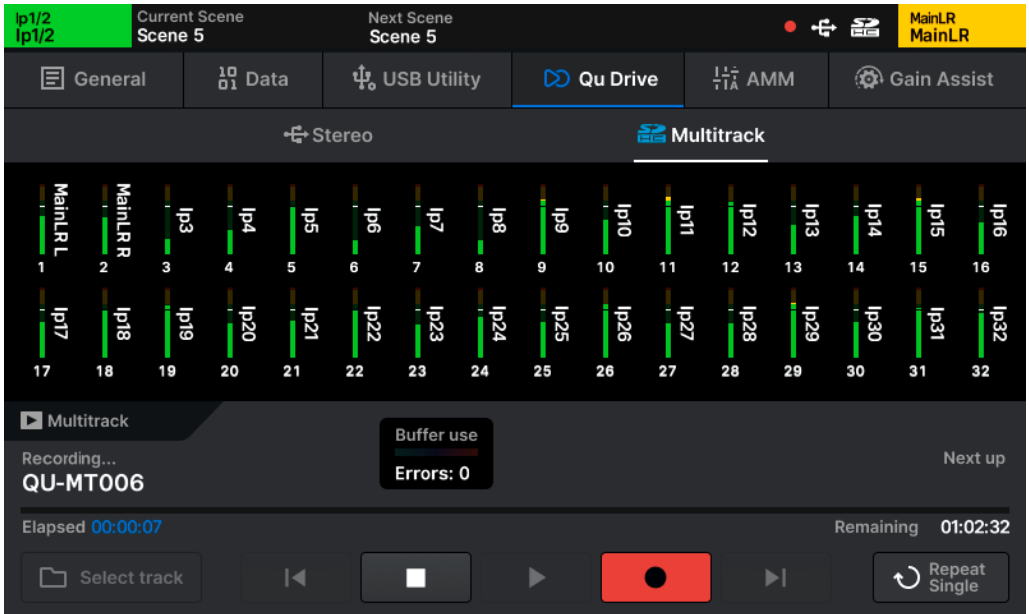 Ip1/2
Ip1/2
Current Scene
Scene 5
Next Scene
Scene 5
MainLR
MainLR
General
Data
USB Utility
Qu Drive
AMM
Gain Assist
Stereo
Multitrack
MainLR L
MainLR R
Ip3
Ip4
Ip5
Ip6
Ip7
Ip8
Ip9
Ip10
Ip11
Ip12
Ip13
Ip14
Ip15
Ip16
1 2 3 4 5 6 7 8 9 10 11 12 13 14 15 16
Ip17
Ip18
Ip19
Ip20
Ip21
Ip22
Ip23
Ip24
Ip25
Ip26
Ip27
Ip28
Ip29
Ip30
Ip31
Ip32
17 18 19 20 21 22 23 24 25 26 27 28 29 30 31 32
Multitrack
Buffer use
Errors: 0
Recording...
QU-MT006
Next up
Elapsed 00:00:07
Remaining 01:02:32
Select track
Repeat
Single